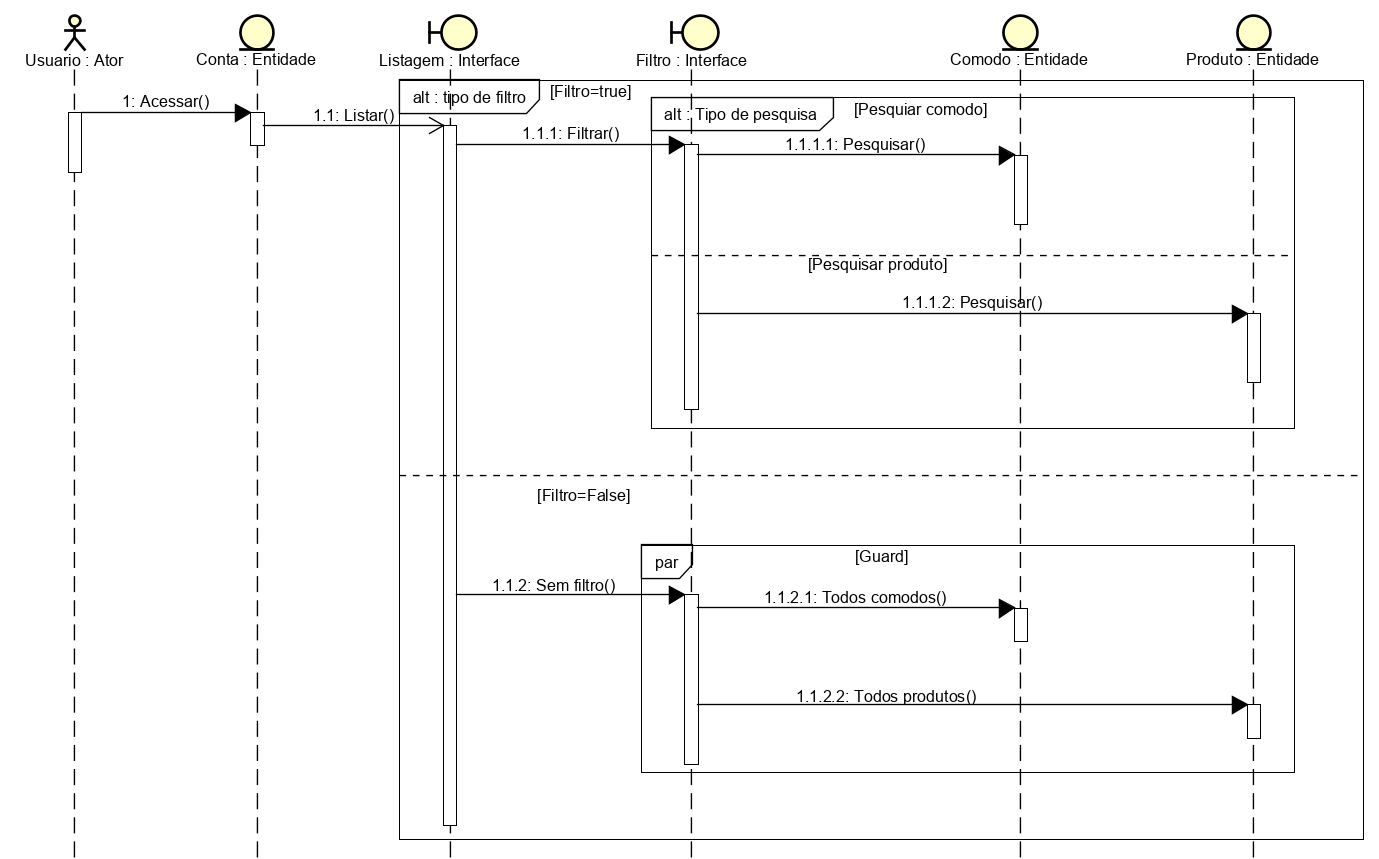 Usuario : Ator
Conta : Entidade
Listagem : Interface
Filtro : Interface
Comodo : Entidade
Produto : Entidade
alt : tipo de filtro
[Filtro=true]
alt : Tipo de pesquisa
[Pesquiar comodo]
1: Acessar()
1.1: Listar()
1.1.1: Filtrar()
1.1.1.1: Pesquisar()
[Pesquisar produto]
1.1.1.2: Pesquisar()
[Filtro=False]
par
[Guard]
1.1.2: Sem filtro()
1.1.2.1: Todos comodos()
1.1.2.2: Todos produtos()